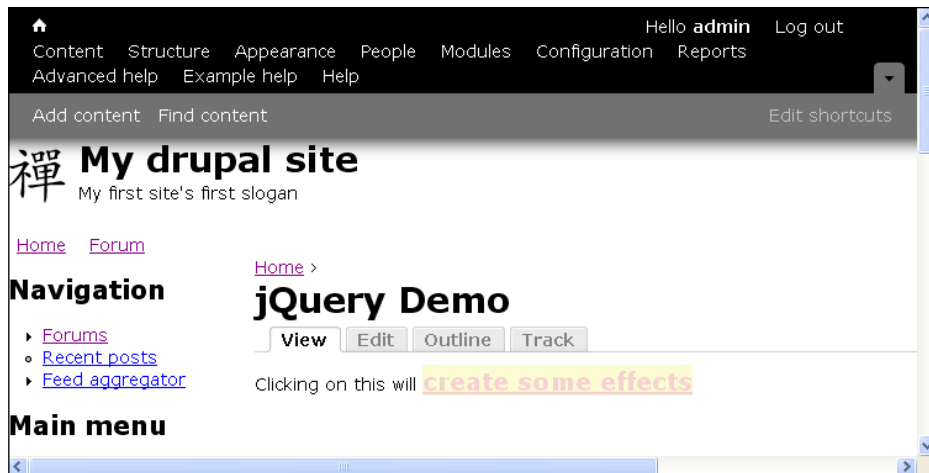 Hello admin Log out
Content Structure Appearance People Modules Configuration Reports
Advanced help Example help Help
Add content Find content Edit shortcuts
禪 My drupal site
My first site's first slogan
Home Forum
Navigation
Forums
Recent posts
Feed aggregator
Main menu
Home >
jQuery Demo
View Edit Outline Track
Clicking on this will create some effects